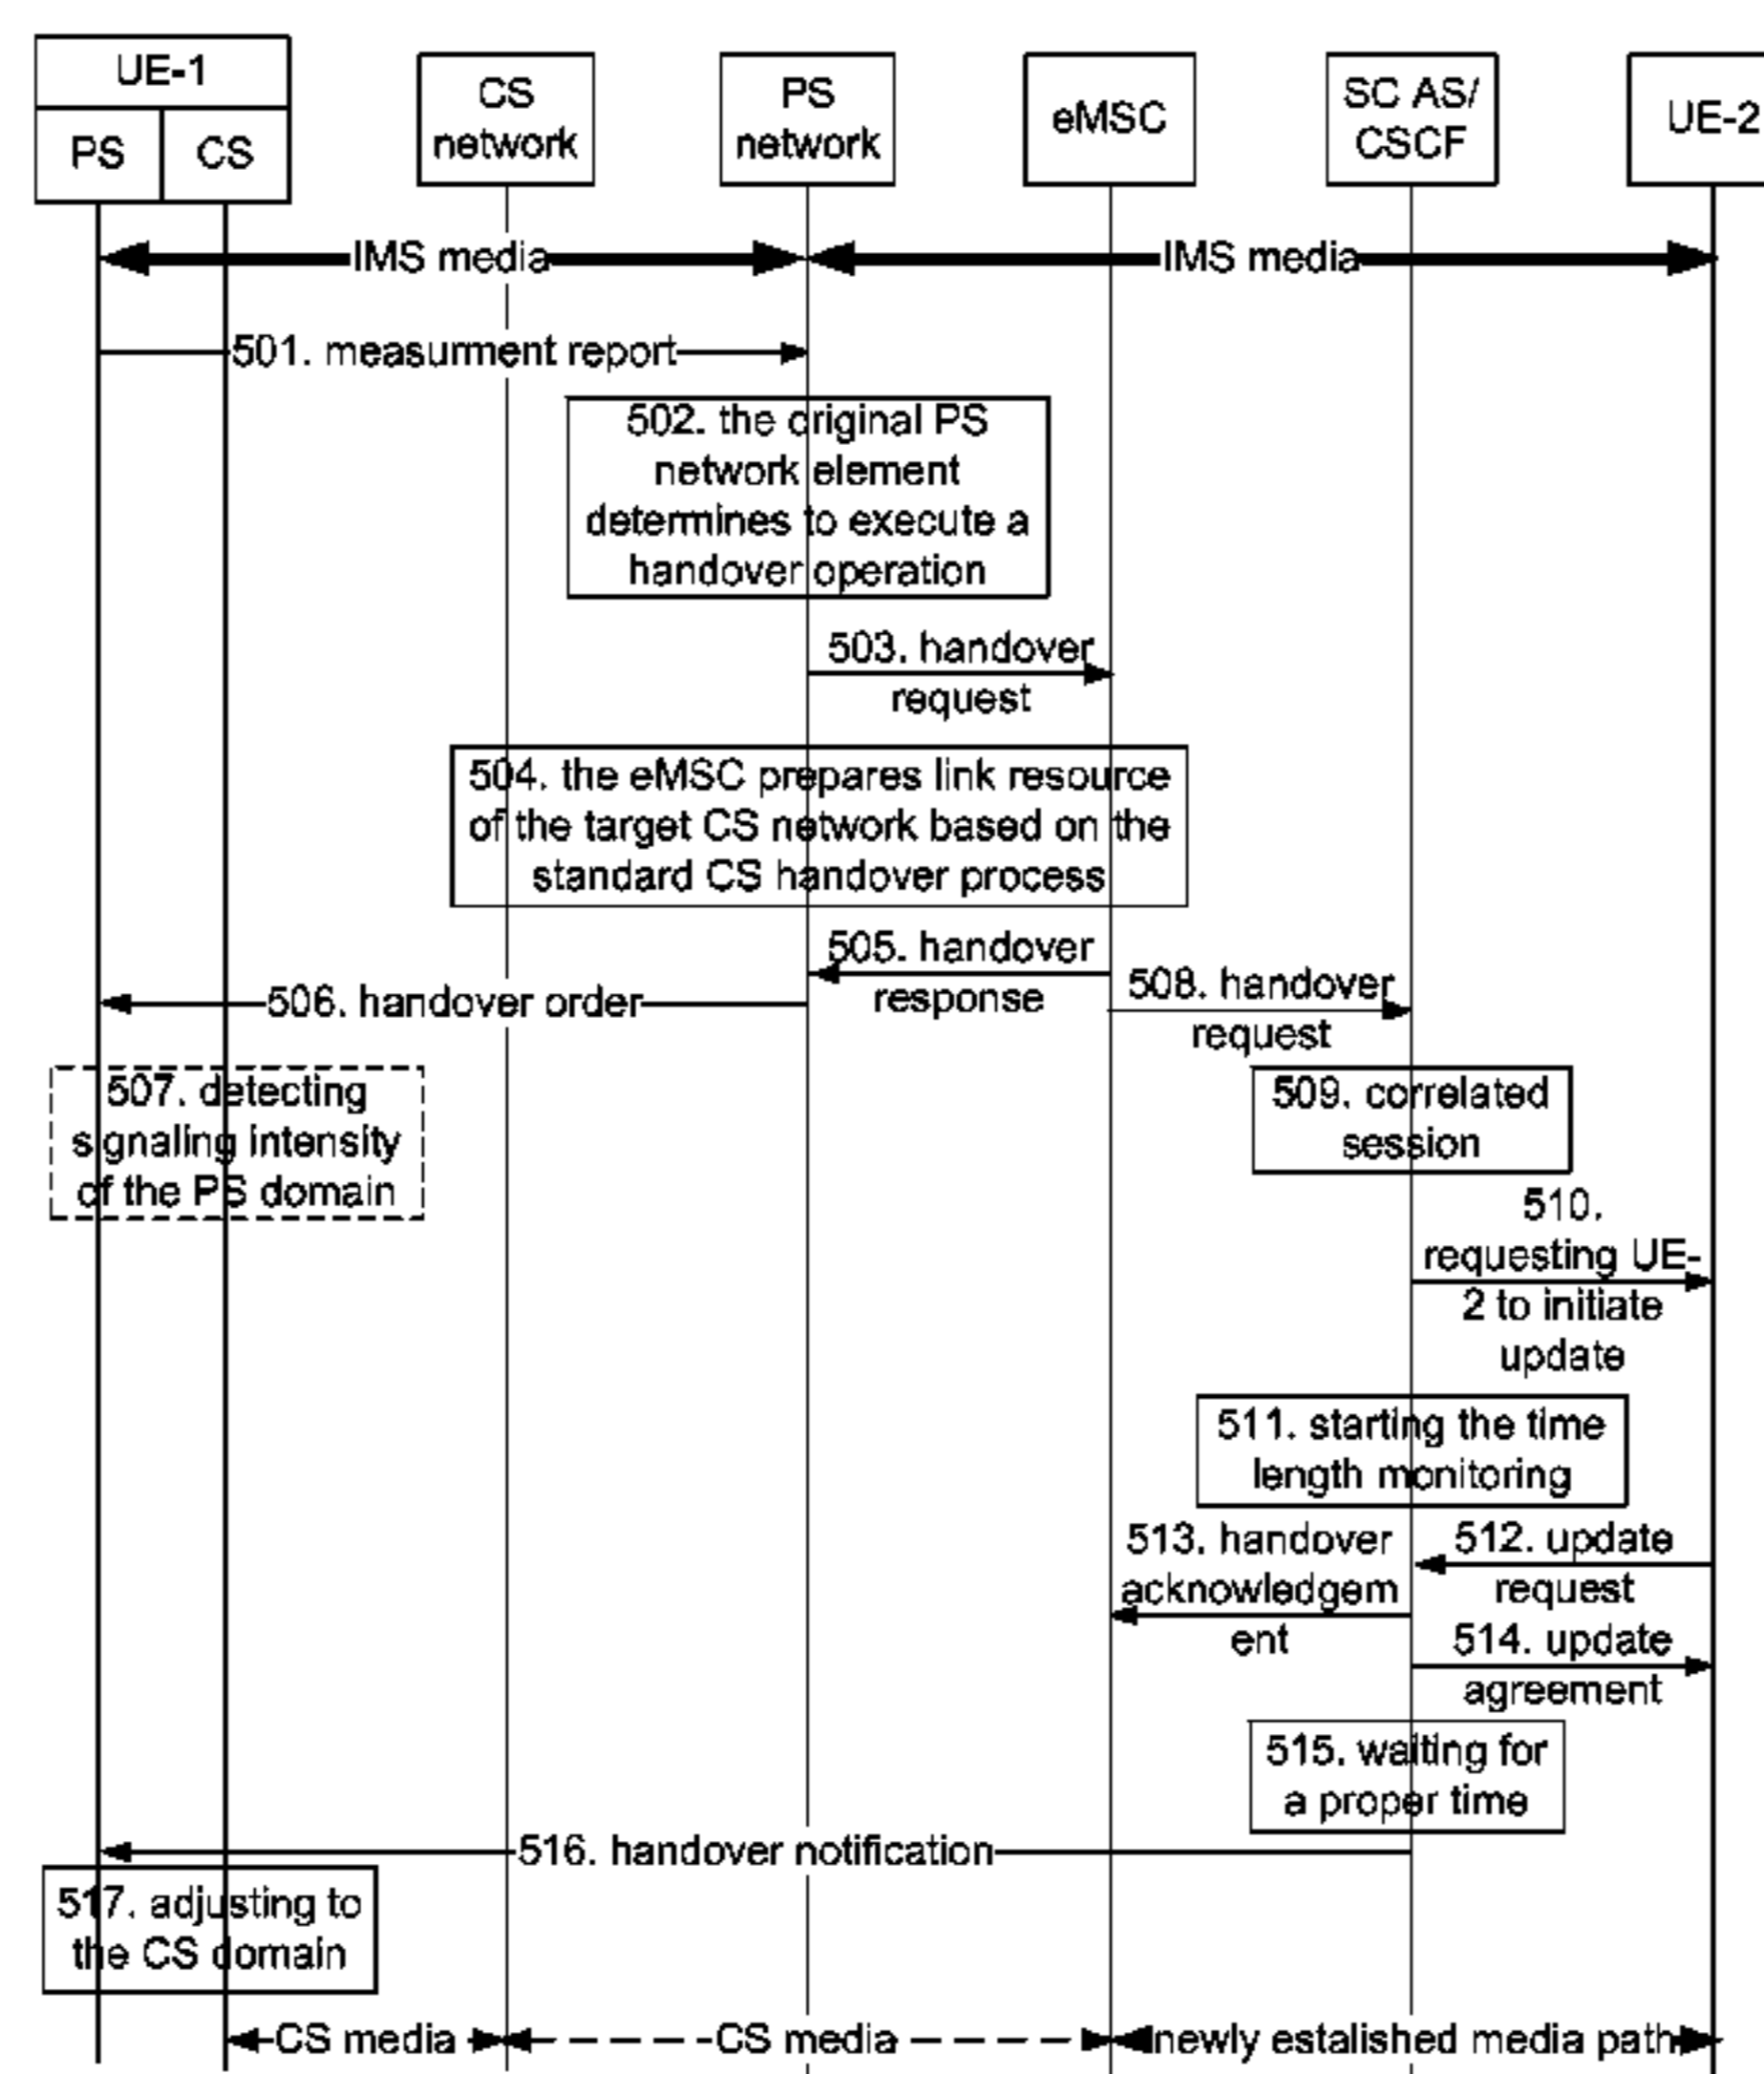 UE-1
PS
CS
CS
network
PS
network
eMSC
SC AS/
CSCF
UE-2
IMS media
IMS media
501. measurment report
502. the original PS
network element
determines to execute a
handover operation
503. handover
request
504. the eMSC prepares link resource
of the target CS network based on the
standard CS handover process
505. handover
response
508. handover
request
506. handover order
507. detecting
signaling intensity
of the PS domain
509. correlated
session
510.
requesting UE-
2 to initiate
update
511. starting the time
length monitoring
513. handover
acknowledgem
ent
512. update
request
514. update
agreement
515. waiting for
a proper time
516. handover notification
517. adjusting to
the CS domain
CS media
CS media
newly estalished media path